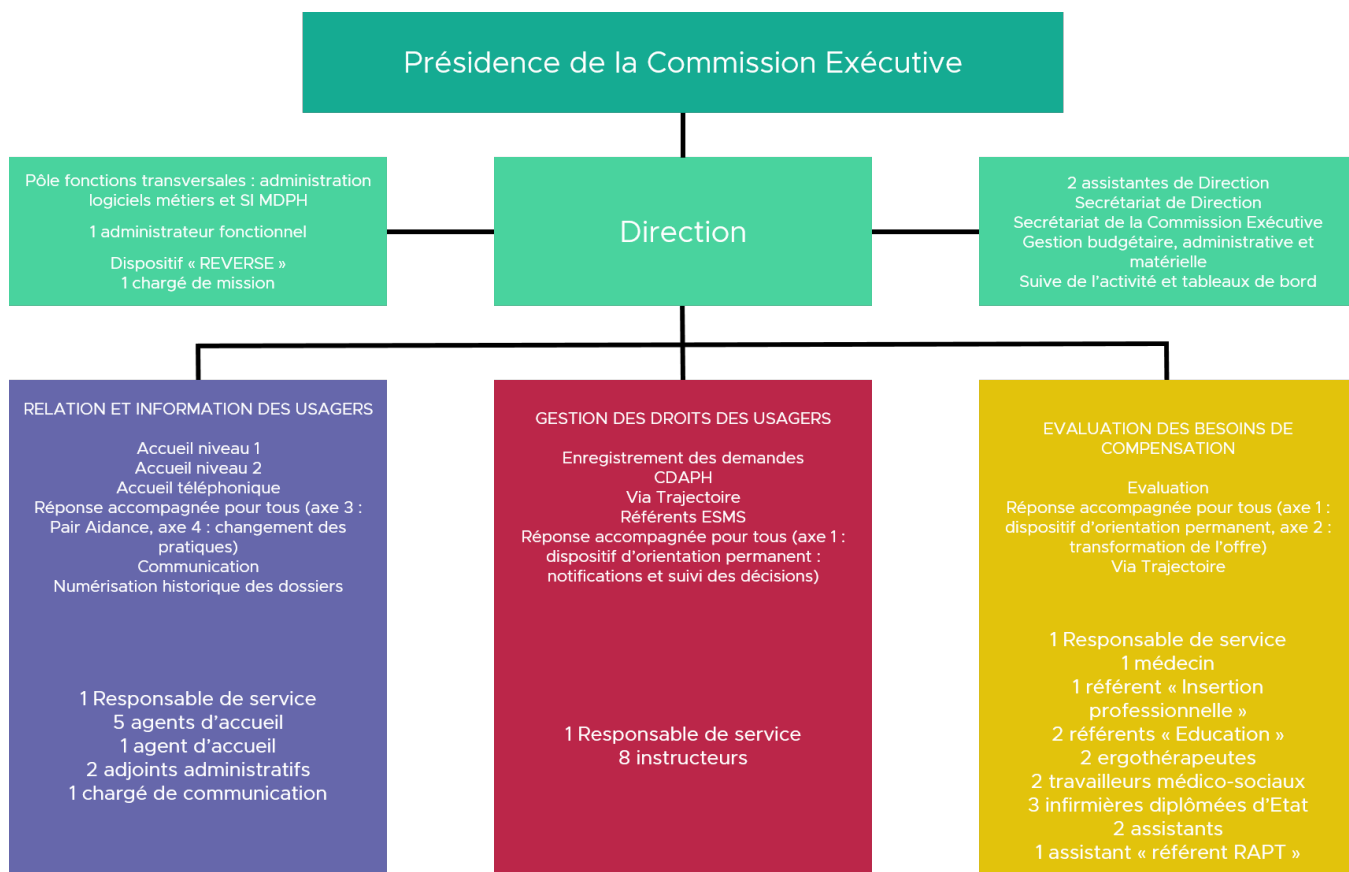 Présidence de la Commission Exécutive
Pôle fonctions transversales : administration
logiciels métiers et SI MDPH
1 administrateur fonctionnel
Dispositif « REVERSE »
1 chargé de mission
Direction
2 assistantes de Direction
Secrétariat de Direction
Secrétariat de la Commission Exécutive
Gestion budgétaire, administrative et
matérielle
Suive de l'activité et tableaux de bord
RELATION ET INFORMATION DES USAGERS
Accueil niveau 1
Accueil niveau 2
Accueil téléphonique
Réponse accompagnée pour tous (axe 3 :
Pair Aidance, axe 4 : changement des
pratiques)
Communication
Numérisation historique des dossiers
1 Responsable de service
5 agents d'accueil
1 agent d'accueil
2 adjoints administratifs
1 chargé de communication
GESTION DES DROITS DES USAGERS
Enregistrement des demandes
CDAPH
Via Trajectoire
Référents ESMS
Réponse accompagnée pour tous (axe 1 :
dispositif d'orientation permanent :
notifications et suivi des décisions)
1 Responsable de service
8 instructeurs
EVALUATION DES BESOINS DE
COMPENSATION
Evaluation
Réponse accompagnée pour tous (axe 1 :
dispositif d'orientation permanent, axe 2 :
transformation de l'offre)
Via Trajectoire
1 Responsable de service
1 médecin
1 référent « Insertion
professionnelle »
2 référents « Education »
2 ergothérapeutes
2 travailleurs médico-sociaux
3 infirmières diplômées d'Etat
2 assistants
1 assistant « référent RAPT »